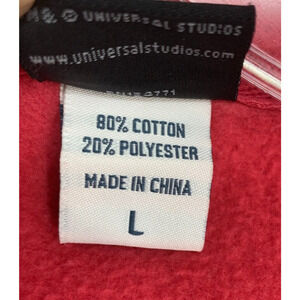 & © UNIVERSAL STUDIOS
www.universalstudios.com
80% COTTON
20% POLYESTER
MADE IN CHINA
L